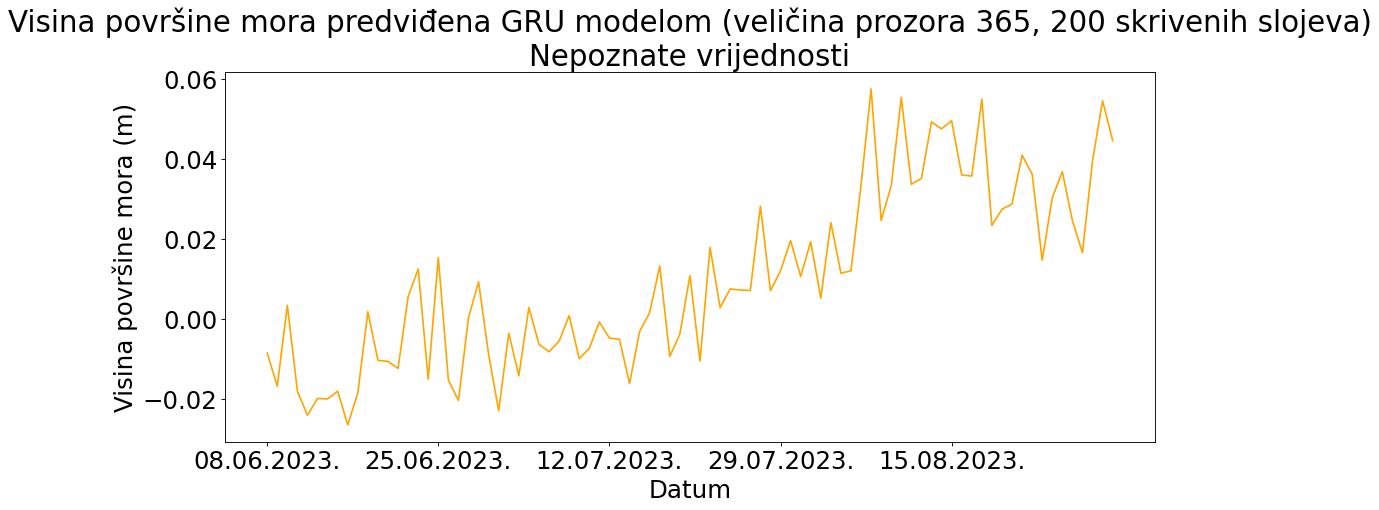 Visina površine mora predviđena GRU modelom (veličina prozora 365, 200 skrivenih slojeva)
Nepoznate vrijednosti
Visina površine mora (m)
0.06
0.04
0.02
0.00
−0.02
08.06.2023. 25.06.2023. 12.07.2023. 29.07.2023. 15.08.2023.
Datum